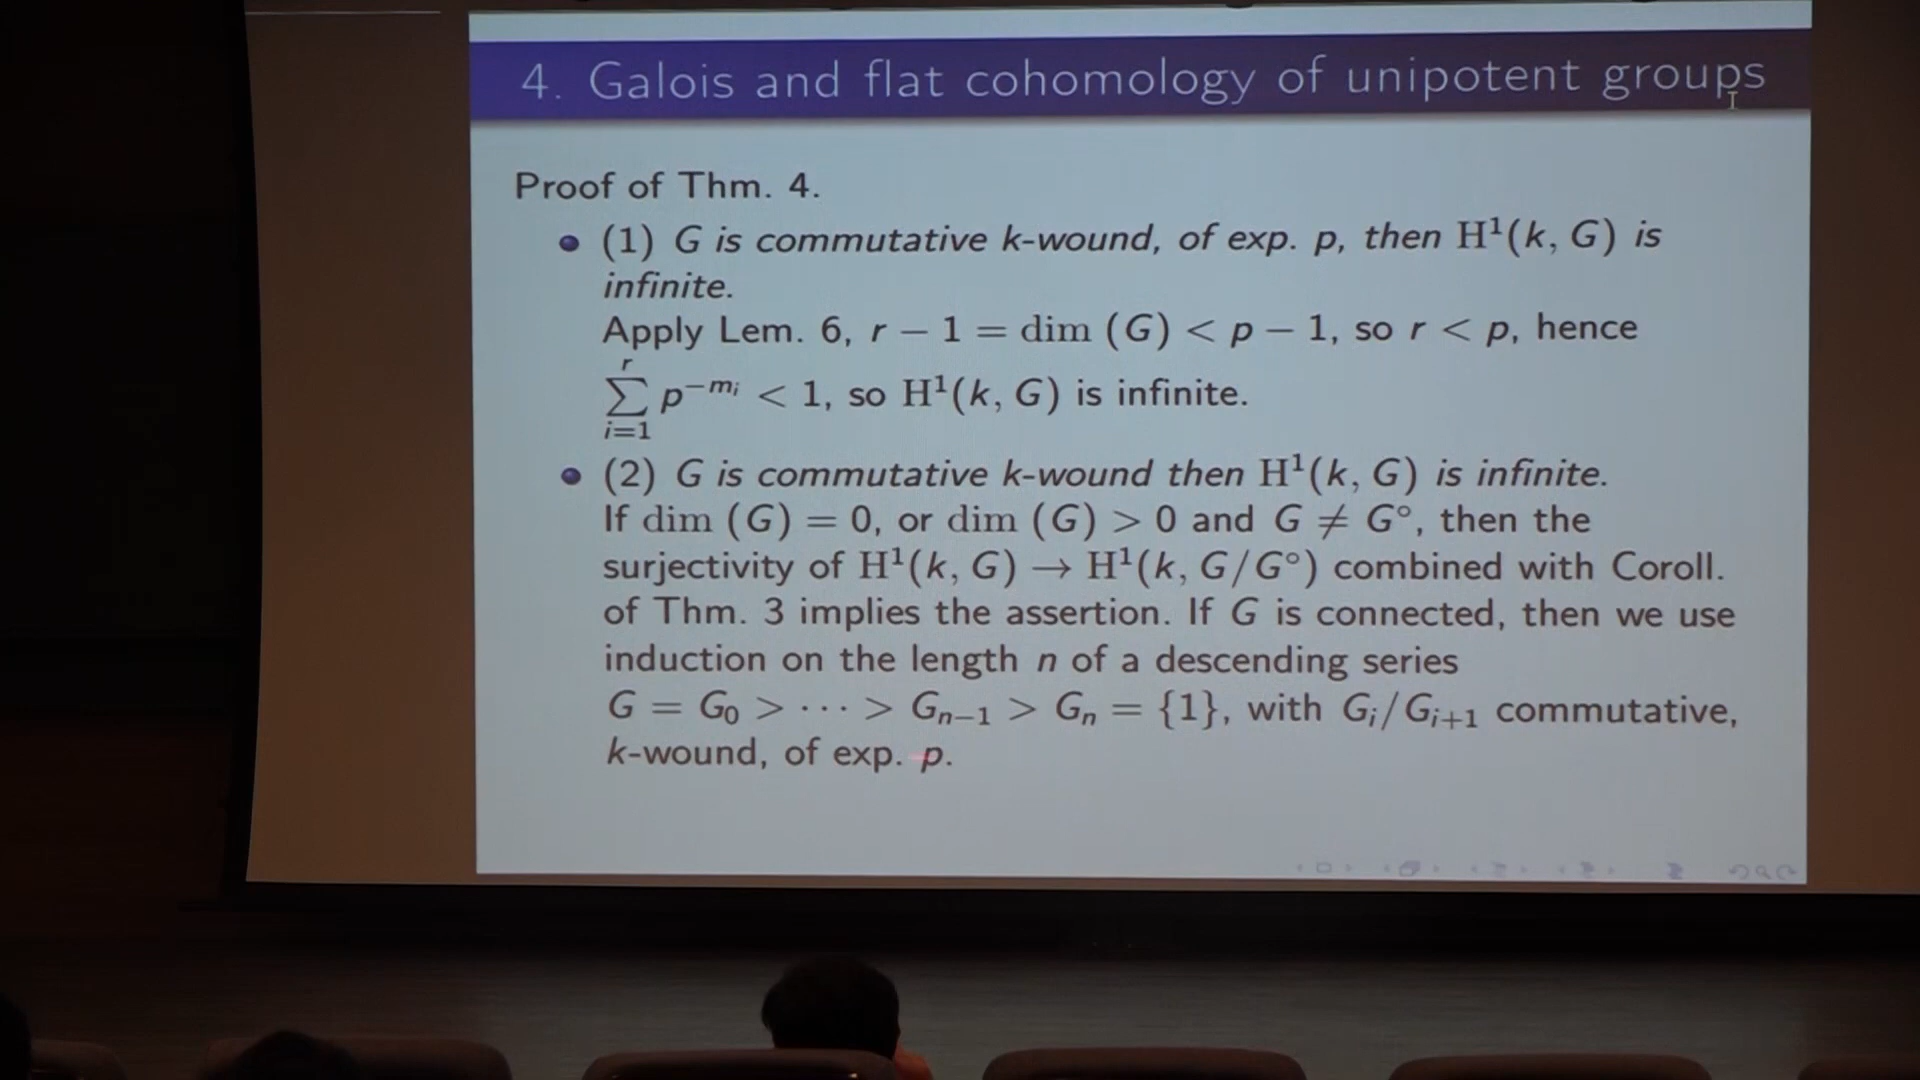 4. Galois and flat cohomology of unipotent groups
Proof of Thm. 4.
(1) G is commutative k-wound, of exp. p, then H¹(k, G) is
infinite.
Apply Lem. 6, r − 1 = dim (G) < p − 1, so r < p, hence
∑_{i=1}^{r} p^{−m_i} < 1, so H¹(k, G) is infinite.
(2) G is commutative k-wound then H¹(k, G) is infinite.
If dim (G) = 0, or dim (G) > 0 and G ≠ G°, then the
surjectivity of H¹(k, G) → H¹(k, G/G°) combined with Coroll.
of Thm. 3 implies the assertion. If G is connected, then we use
induction on the length n of a descending series
G = G₀ > ··· > Gₙ₋₁ > Gₙ = {1}, with Gᵢ/Gᵢ₊₁ commutative,
k-wound, of exp. p.